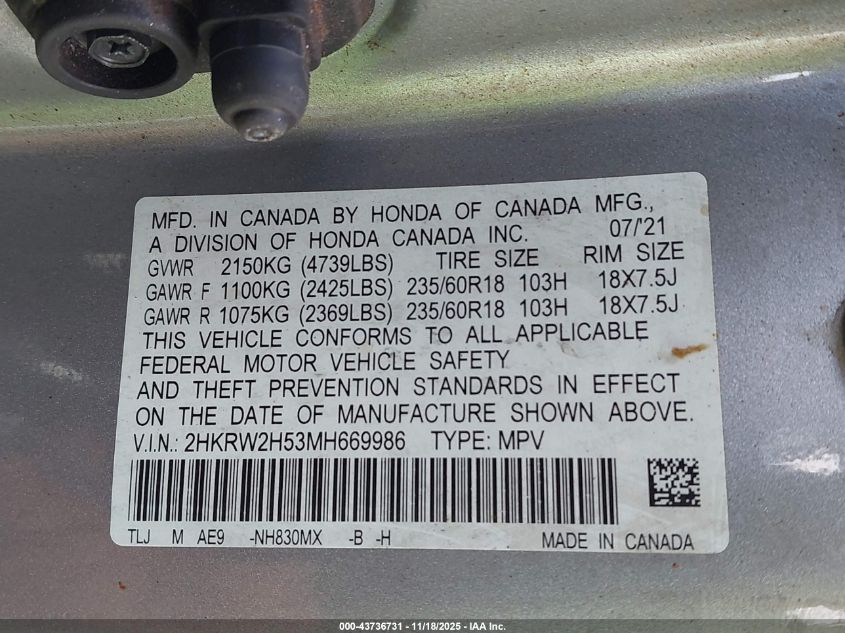 MFD. IN CANADA BY HONDA OF CANADA MFG.,
A DIVISION OF HONDA CANADA INC. 07/'21
GVWR 2150KG (4739LBS) TIRE SIZE RIM SIZE
GAWR F 1100KG (2425LBS) 235/60R18 103H 18X7.5J
GAWR R 1075KG (2369LBS) 235/60R18 103H 18X7.5J
THIS VEHICLE CONFORMS TO ALL APPLICABLE
FEDERAL MOTOR VEHICLE SAFETY
AND THEFT PREVENTION STANDARDS IN EFFECT
ON THE DATE OF MANUFACTURE SHOWN ABOVE.
V.I.N.: 2HKRW2H53MH669986 TYPE: MPV
TLJ M AE9 -NH830MX -B -H MADE IN CANADA
000-43736731 - 11/18/2025 - IAA Inc.